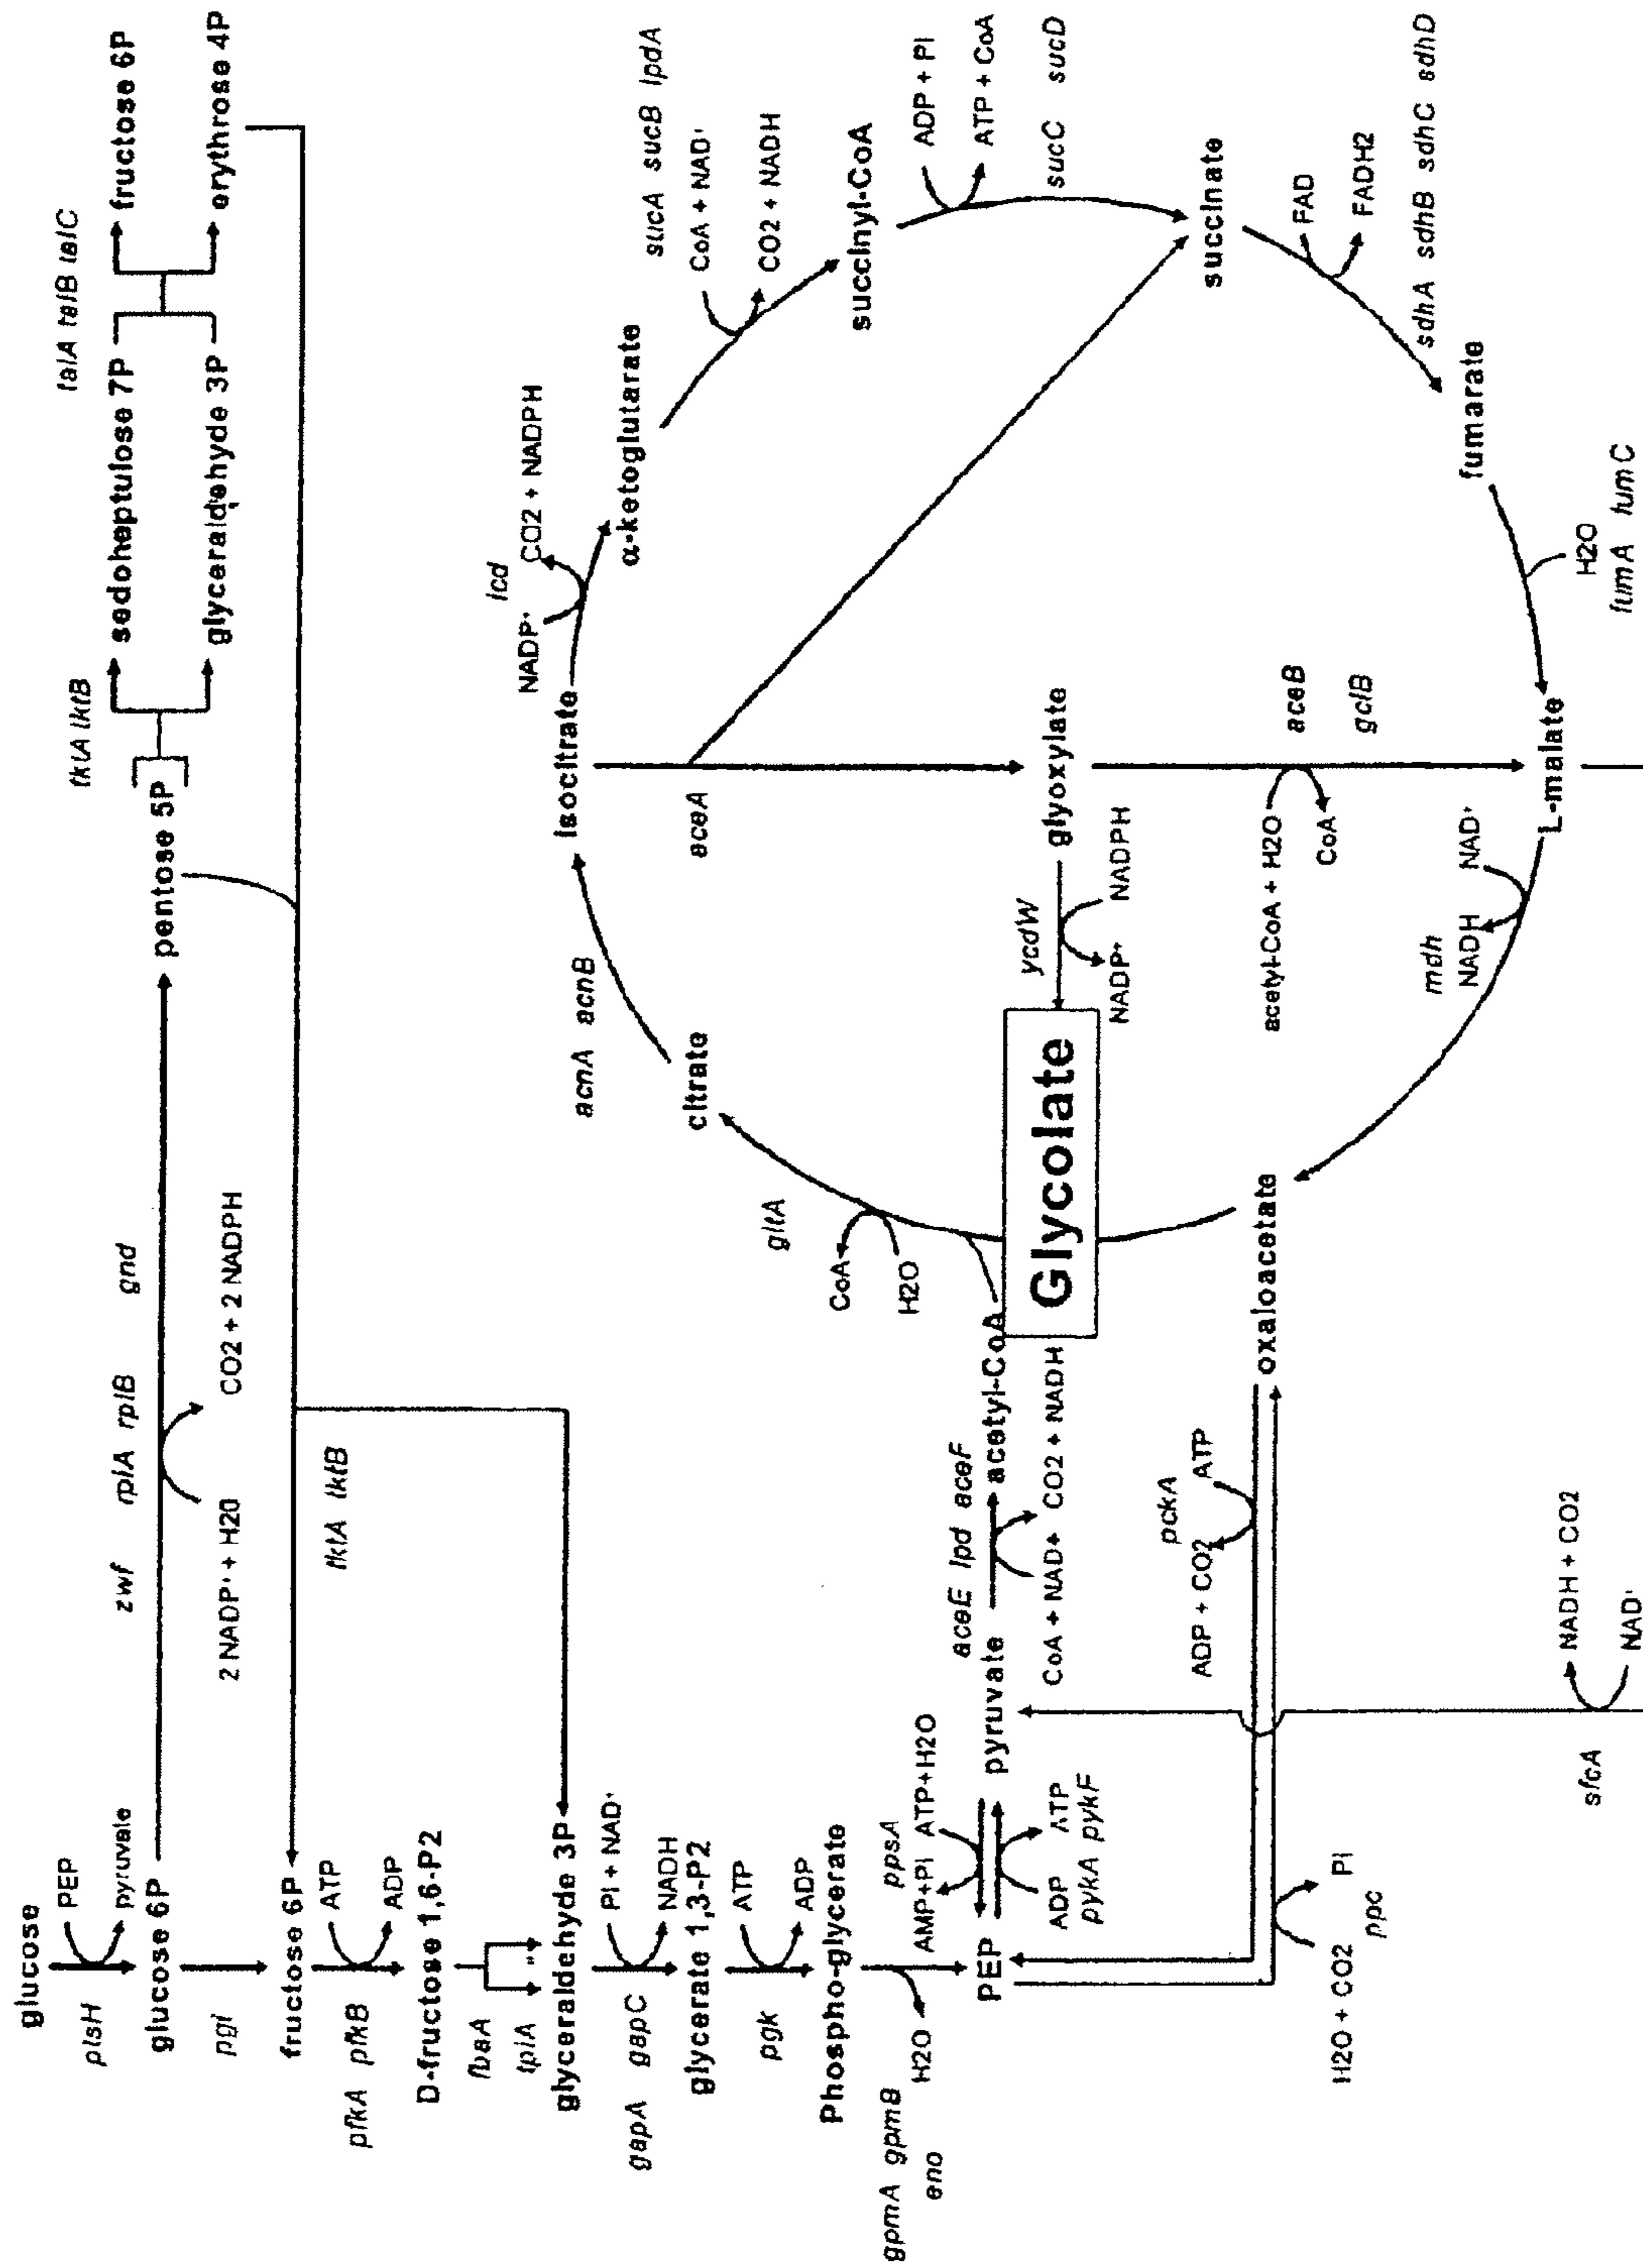 glucose
ptsH
PEP
pyruvate
glucose 6P
pgi
fructose 6P
pfkA pfkB
ATP
ADP
D-fructose 1,6-P2
fbaA
tpiA
glyceraldehyde 3P
gapA gapC
PI + NAD+
NADH
glycerate 1,3-P2
pgk
ATP
ADP
Phospho-glycerate
gpmA gpmB
eno
H2O
PEP
zwf rplA rplB gnd
2 NADP+ + H20
CO2 + 2 NADPH
pentose 5P
tktA tktB
sedoheptulose 7P
glyceraldehyde 3P
talA talB talC
fructose 6P
erythrose 4P
tktA tktB
ppsA
AMP+PI ATP+H2O
ADP ATP
pykA pykF
pyruvate
aceE lpd aceF
CoA + NAD+ CO2 + NADH
acetyl-CoA
Glycolate
gltA
CoA
H2O
citrate
acnA acnB
isocitrate
icd
NADP+ CO2 + NADPH
α-ketoglutarate
sucA sucB lpdA
CoA + NAD+
CO2 + NADH
succinyl-CoA
ADP + PI
ATP + CoA
sucC sucD
succinate
FAD
FADH2
sdhA sdhB sdhC sdhD
fumarate
H2O
fumA fumC
L-malate
aceA
glyoxylate
ycdW
NADP+ NADPH
acetyl-CoA + H2O
CoA
aceB
gclB
mdh
NADH NAD+
oxaloacetate
pckA
ADP + CO2 ATP
H2O + CO2 PI
ppc
sfcA
NADH + CO2
NAD+